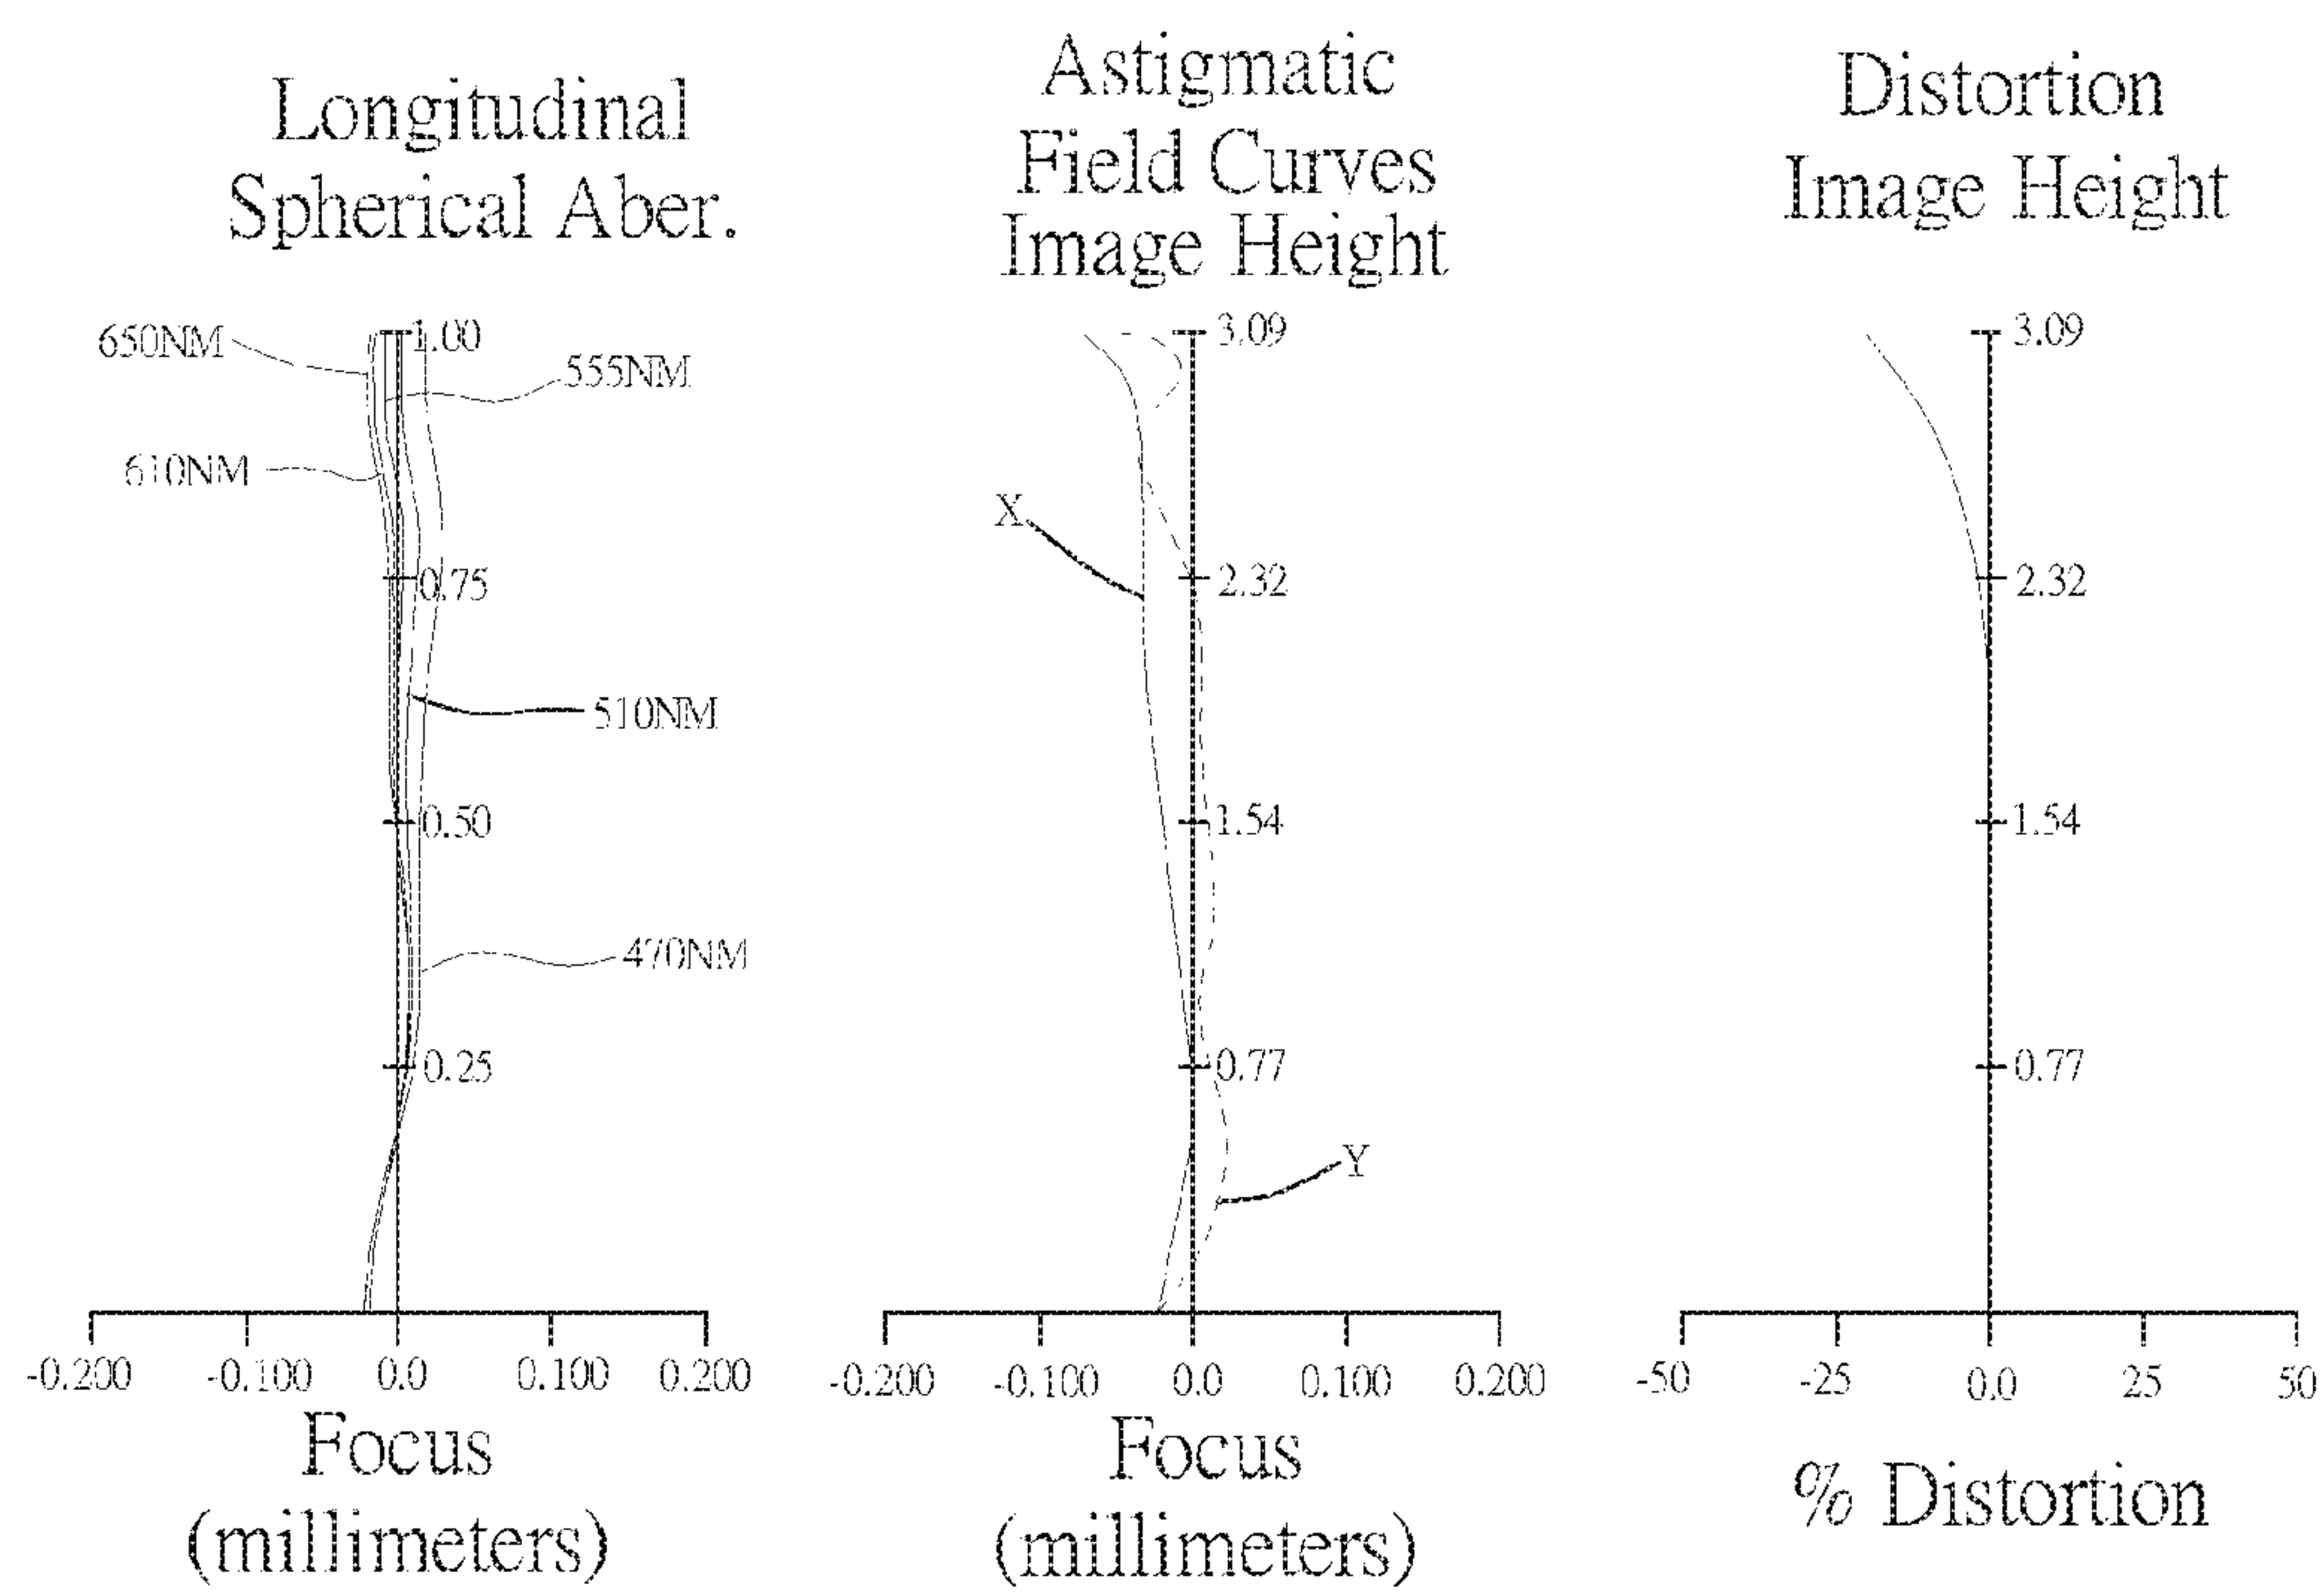 Longitudinal
Spherical Aber.
650NM
1.00
555NM
610NM
0.75
510NM
0.50
470NM
0.25
-0.200 -0.100 0.0 0.100 0.200
Focus
(millimeters)
Astigmatic
Field Curves
Image Height
3.09
X
2.32
1.54
0.77
Y
-0.200 -0.100 0.0 0.100 0.200
Focus
(millimeters)
Distortion
Image Height
3.09
2.32
1.54
0.77
-50 -25 0.0 25 50
% Distortion